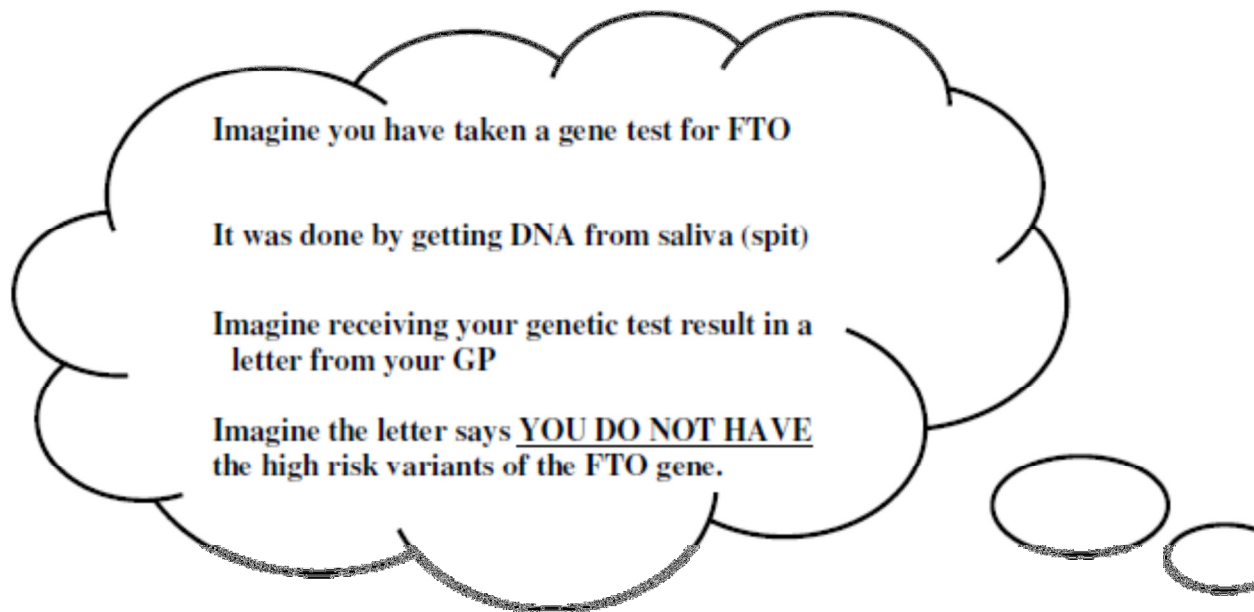 Imagine you have taken a gene test for FTO
It was done by getting DNA from saliva (spit)
Imagine receiving your genetic test result in a
letter from your GP
Imagine the letter says YOU DO NOT HAVE
the high risk variants of the FTO gene.